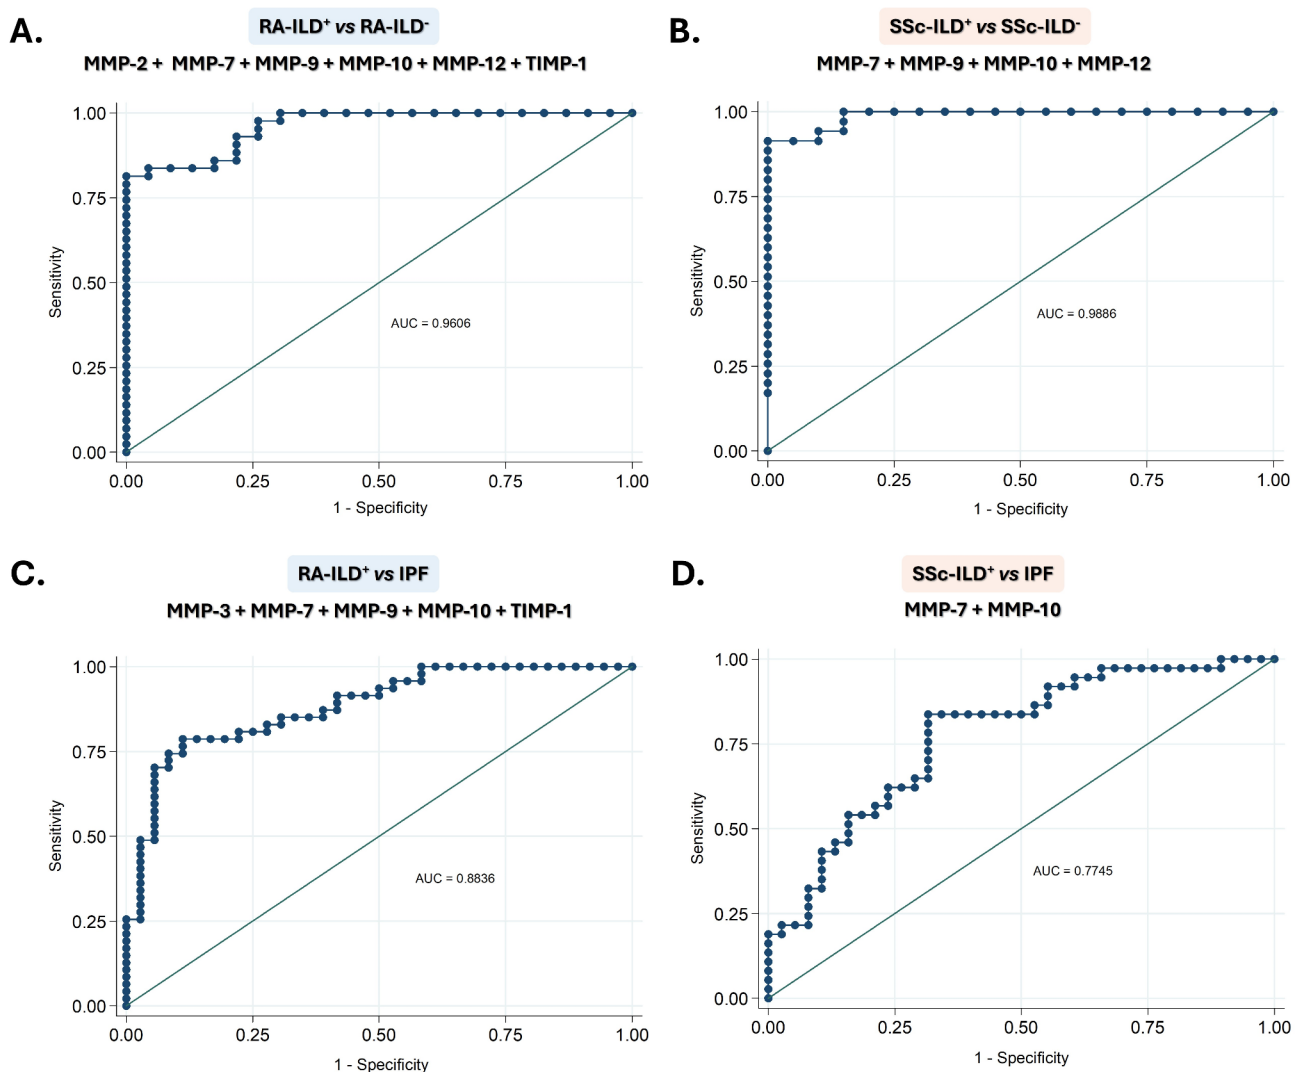 A.
RA-ILD⁺ vs RA-ILD⁻
MMP-2 + MMP-7 + MMP-9 + MMP-10 + MMP-12 + TIMP-1
1.00
0.75
0.50
0.25
0.00
Sensitivity
AUC = 0.9606
0.00 0.25 0.50 0.75 1.00
1 - Specificity
B.
SSc-ILD⁺ vs SSc-ILD⁻
MMP-7 + MMP-9 + MMP-10 + MMP-12
1.00
0.75
0.50
0.25
0.00
Sensitivity
AUC = 0.9886
0.00 0.25 0.50 0.75 1.00
1 - Specificity
C.
RA-ILD⁺ vs IPF
MMP-3 + MMP-7 + MMP-9 + MMP-10 + TIMP-1
1.00
0.75
0.50
0.25
0.00
Sensitivity
AUC = 0.8836
0.00 0.25 0.50 0.75 1.00
1 - Specificity
D.
SSc-ILD⁺ vs IPF
MMP-7 + MMP-10
1.00
0.75
0.50
0.25
0.00
Sensitivity
AUC = 0.7745
0.00 0.25 0.50 0.75 1.00
1 - Specificity